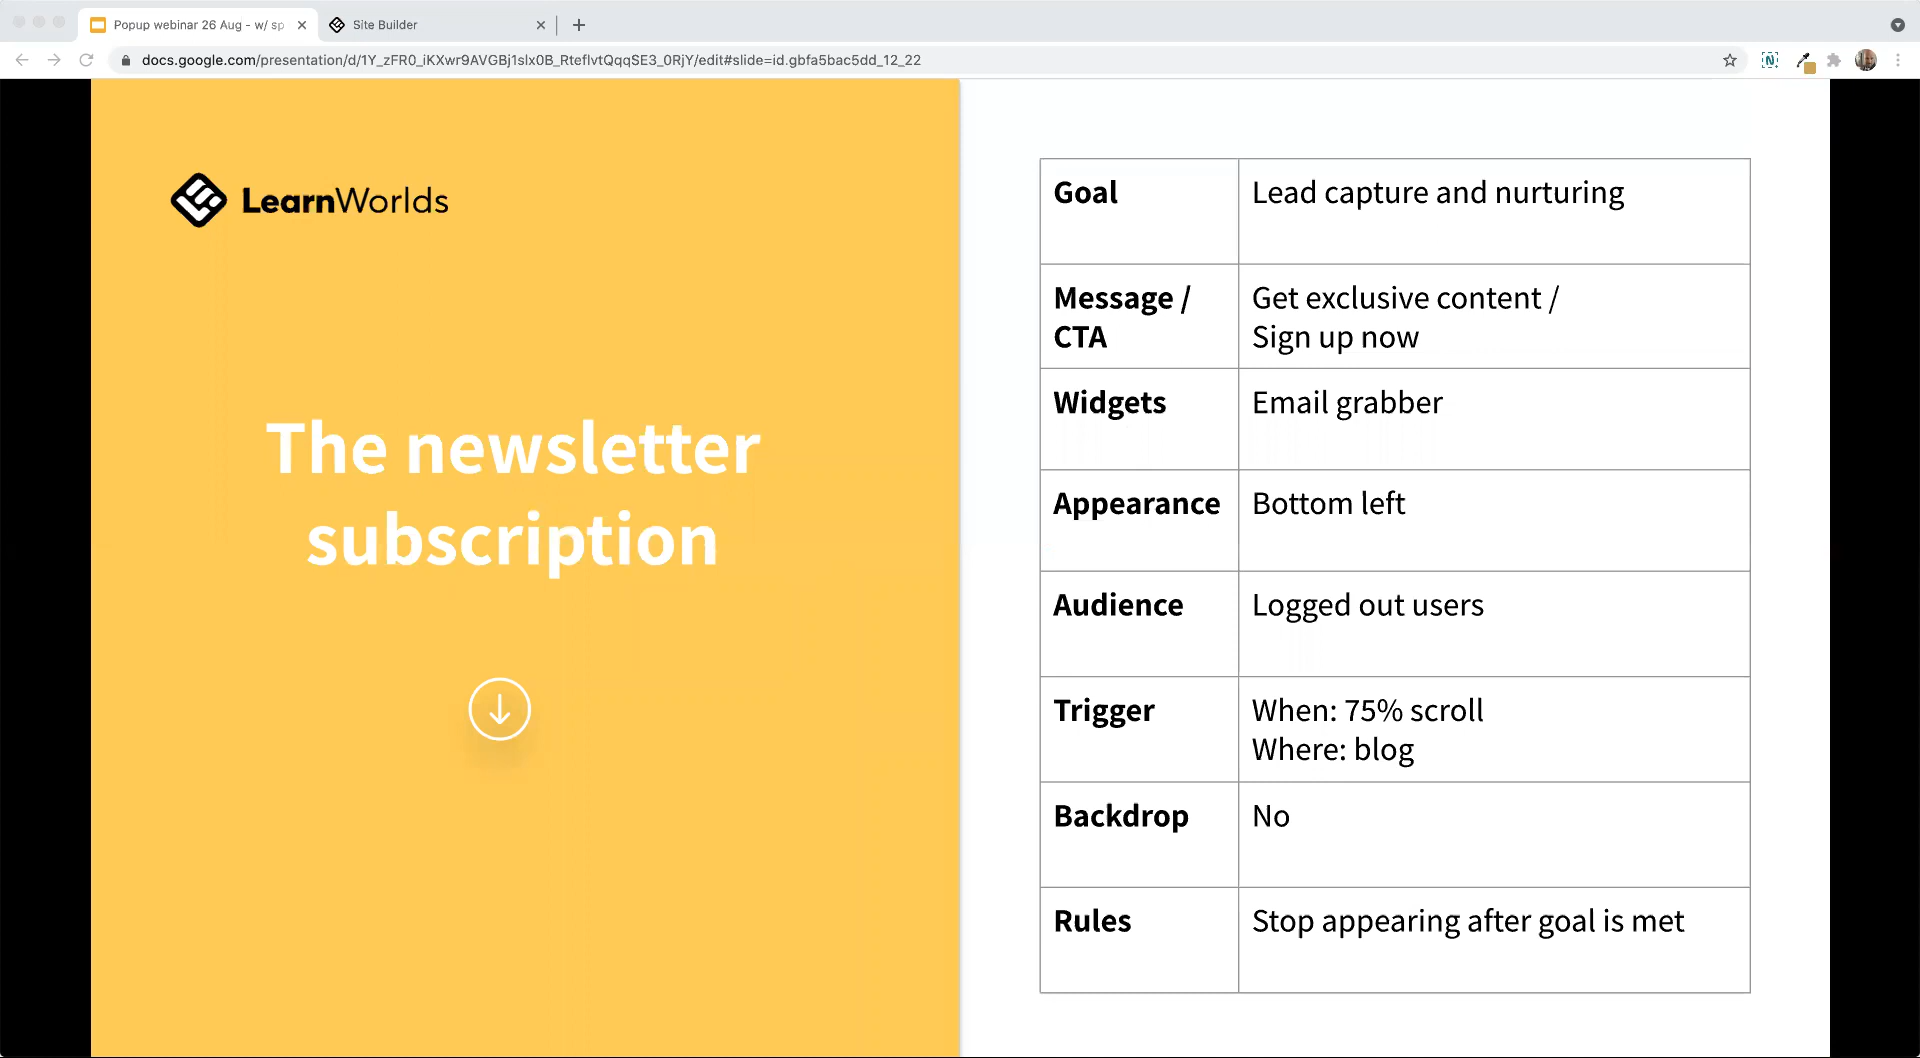 Popup webinar 26 Aug - w/ sp
Site Builder
docs.google.com/presentation/d/1Y_zFR0_iKXwr9AVGBj1slx0B_RteflvtQqqSE3_0RjY/edit#slide=id.gbfa5bac5dd_12_22
LearnWorlds
The newsletter
subscription
Goal Lead capture and nurturing
Message / Get exclusive content /
CTA Sign up now
Widgets Email grabber
Appearance Bottom left
Audience Logged out users
Trigger When: 75% scroll
Where: blog
Backdrop No
Rules Stop appearing after goal is met